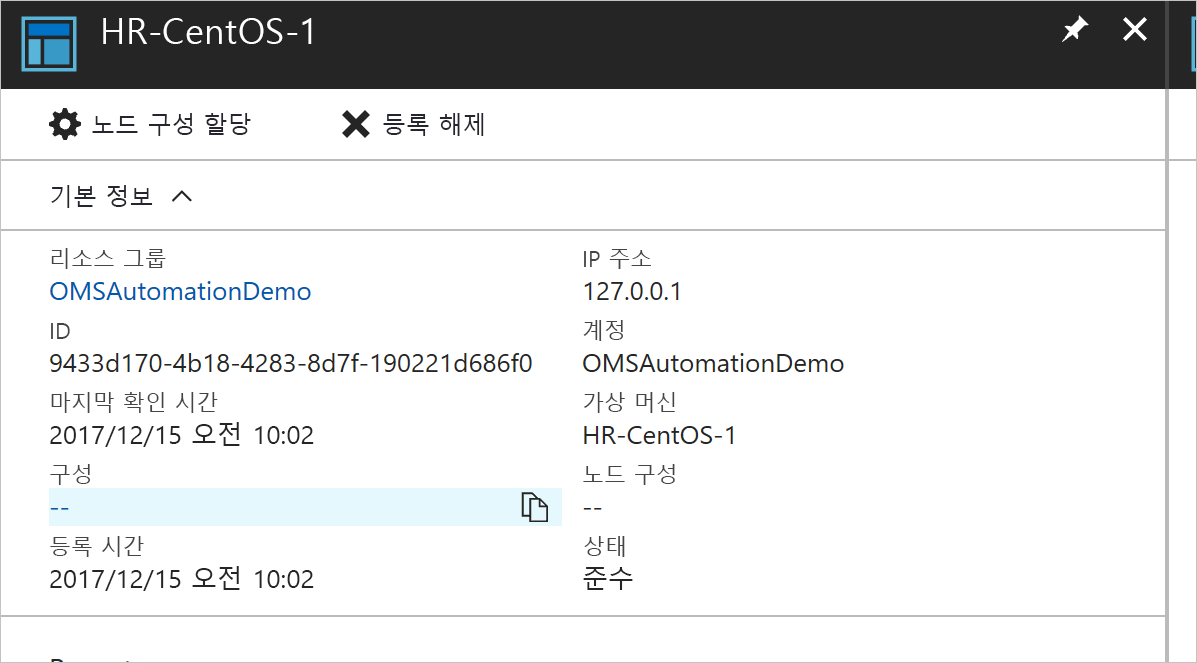 HR-CentOS-1
노드 구성 할당 등록 해제
기본 정보
리소스 그룹
OMSAutomationDemo
ID
9433d170-4b18-4283-8d7f-190221d686f0
마지막 확인 시간
2017/12/15 오전 10:02
구성
--
등록 시간
2017/12/15 오전 10:02
IP 주소
127.0.0.1
계정
OMSAutomationDemo
가상 머신
HR-CentOS-1
노드 구성
--
상태
준수